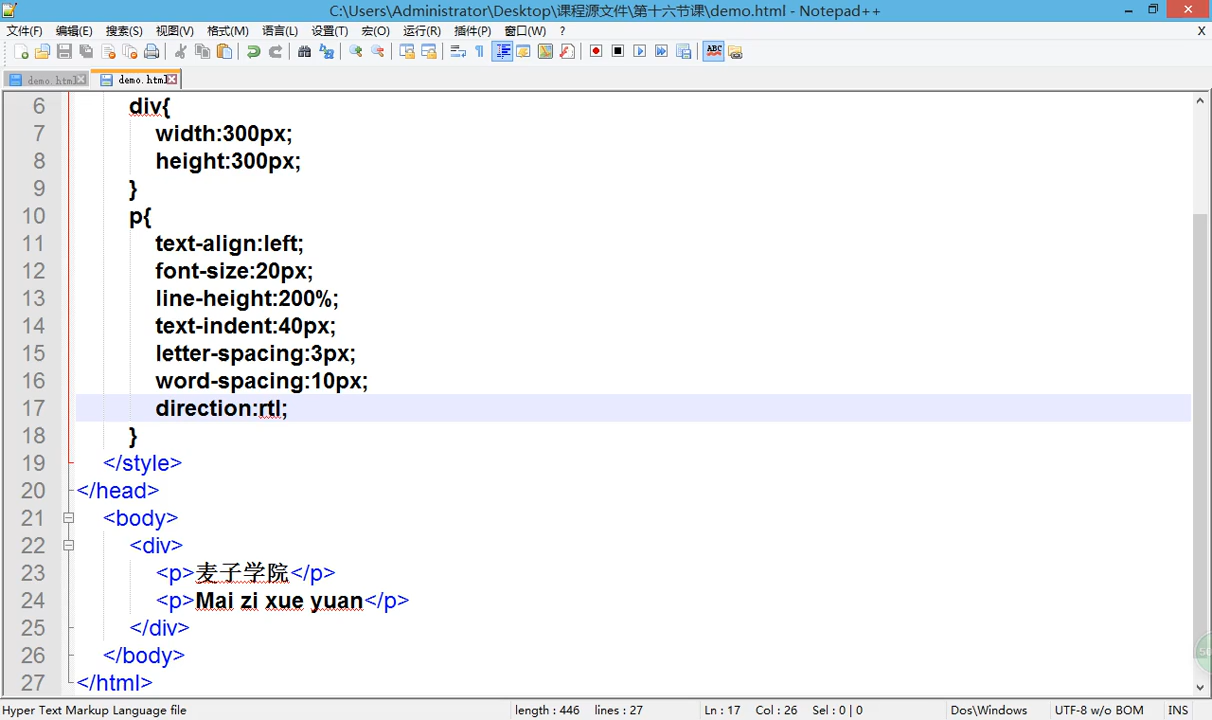 C:\Users\Administrator\Desktop\课程源文件\第十六节课\demo.html - Notepad++
文件(F) 编辑(E) 搜索(S) 视图(V) 格式(M) 语言(L) 设置(T) 宏(O) 运行(R) 插件(P) 窗口(W) ? X
demo.html demo.html
6 div{
7 width:300px;
8 height:300px;
9 }
10 p{
11 text-align:left;
12 font-size:20px;
13 line-height:200%;
14 text-indent:40px;
15 letter-spacing:3px;
16 word-spacing:10px;
17 direction:rtl;
18 }
19 </style>
20 </head>
21 <body>
22 <div>
23 <p>麦子学院</p>
24 <p>Mai zi xue yuan</p>
25 </div>
26 </body>
27 </html>
Hyper Text Markup Language file length : 446 lines : 27 Ln : 17 Col : 26 Sel : 0 | 0 Dos\Windows UTF-8 w/o BOM INS